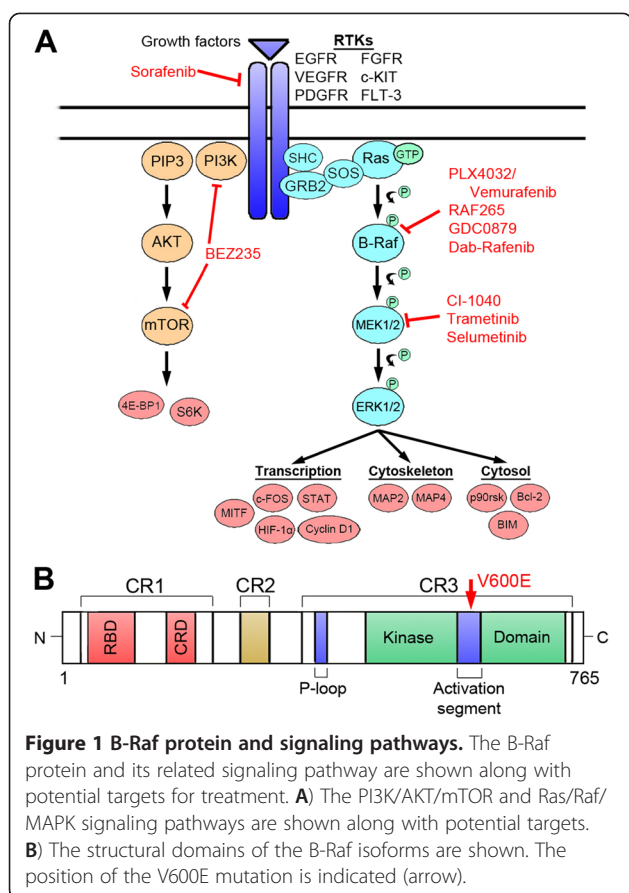 A
Growth factors
RTKs
EGFR FGFR
VEGFR c-KIT
PDGFR FLT-3
Sorafenib
PIP3
PI3K
SHC
GRB2
SOS
Ras
GTP
P
PLX4032/
Vemurafenib
RAF265
GDC0879
Dab-Rafenib
P
AKT
BEZ235
B-Raf
P
P
CI-1040
Trametinib
Selumetinib
mTOR
MEK1/2
P
P
4E-BP1
S6K
ERK1/2
Transcription
Cytoskeleton
Cytosol
c-FOS
STAT
MITF
HIF-1α
Cyclin D1
MAP2
MAP4
p90rsk
Bcl-2
BIM
B
CR1
CR2
CR3
V600E
N
RBD
CRD
Kinase
Domain
C
1
P-loop
Activation
segment
765
Figure 1 B-Raf protein and signaling pathways. The B-Raf
protein and its related signaling pathway are shown along with
potential targets for treatment. A) The PI3K/AKT/mTOR and Ras/Raf/
MAPK signaling pathways are shown along with potential targets.
B) The structural domains of the B-Raf isoforms are shown. The
position of the V600E mutation is indicated (arrow).